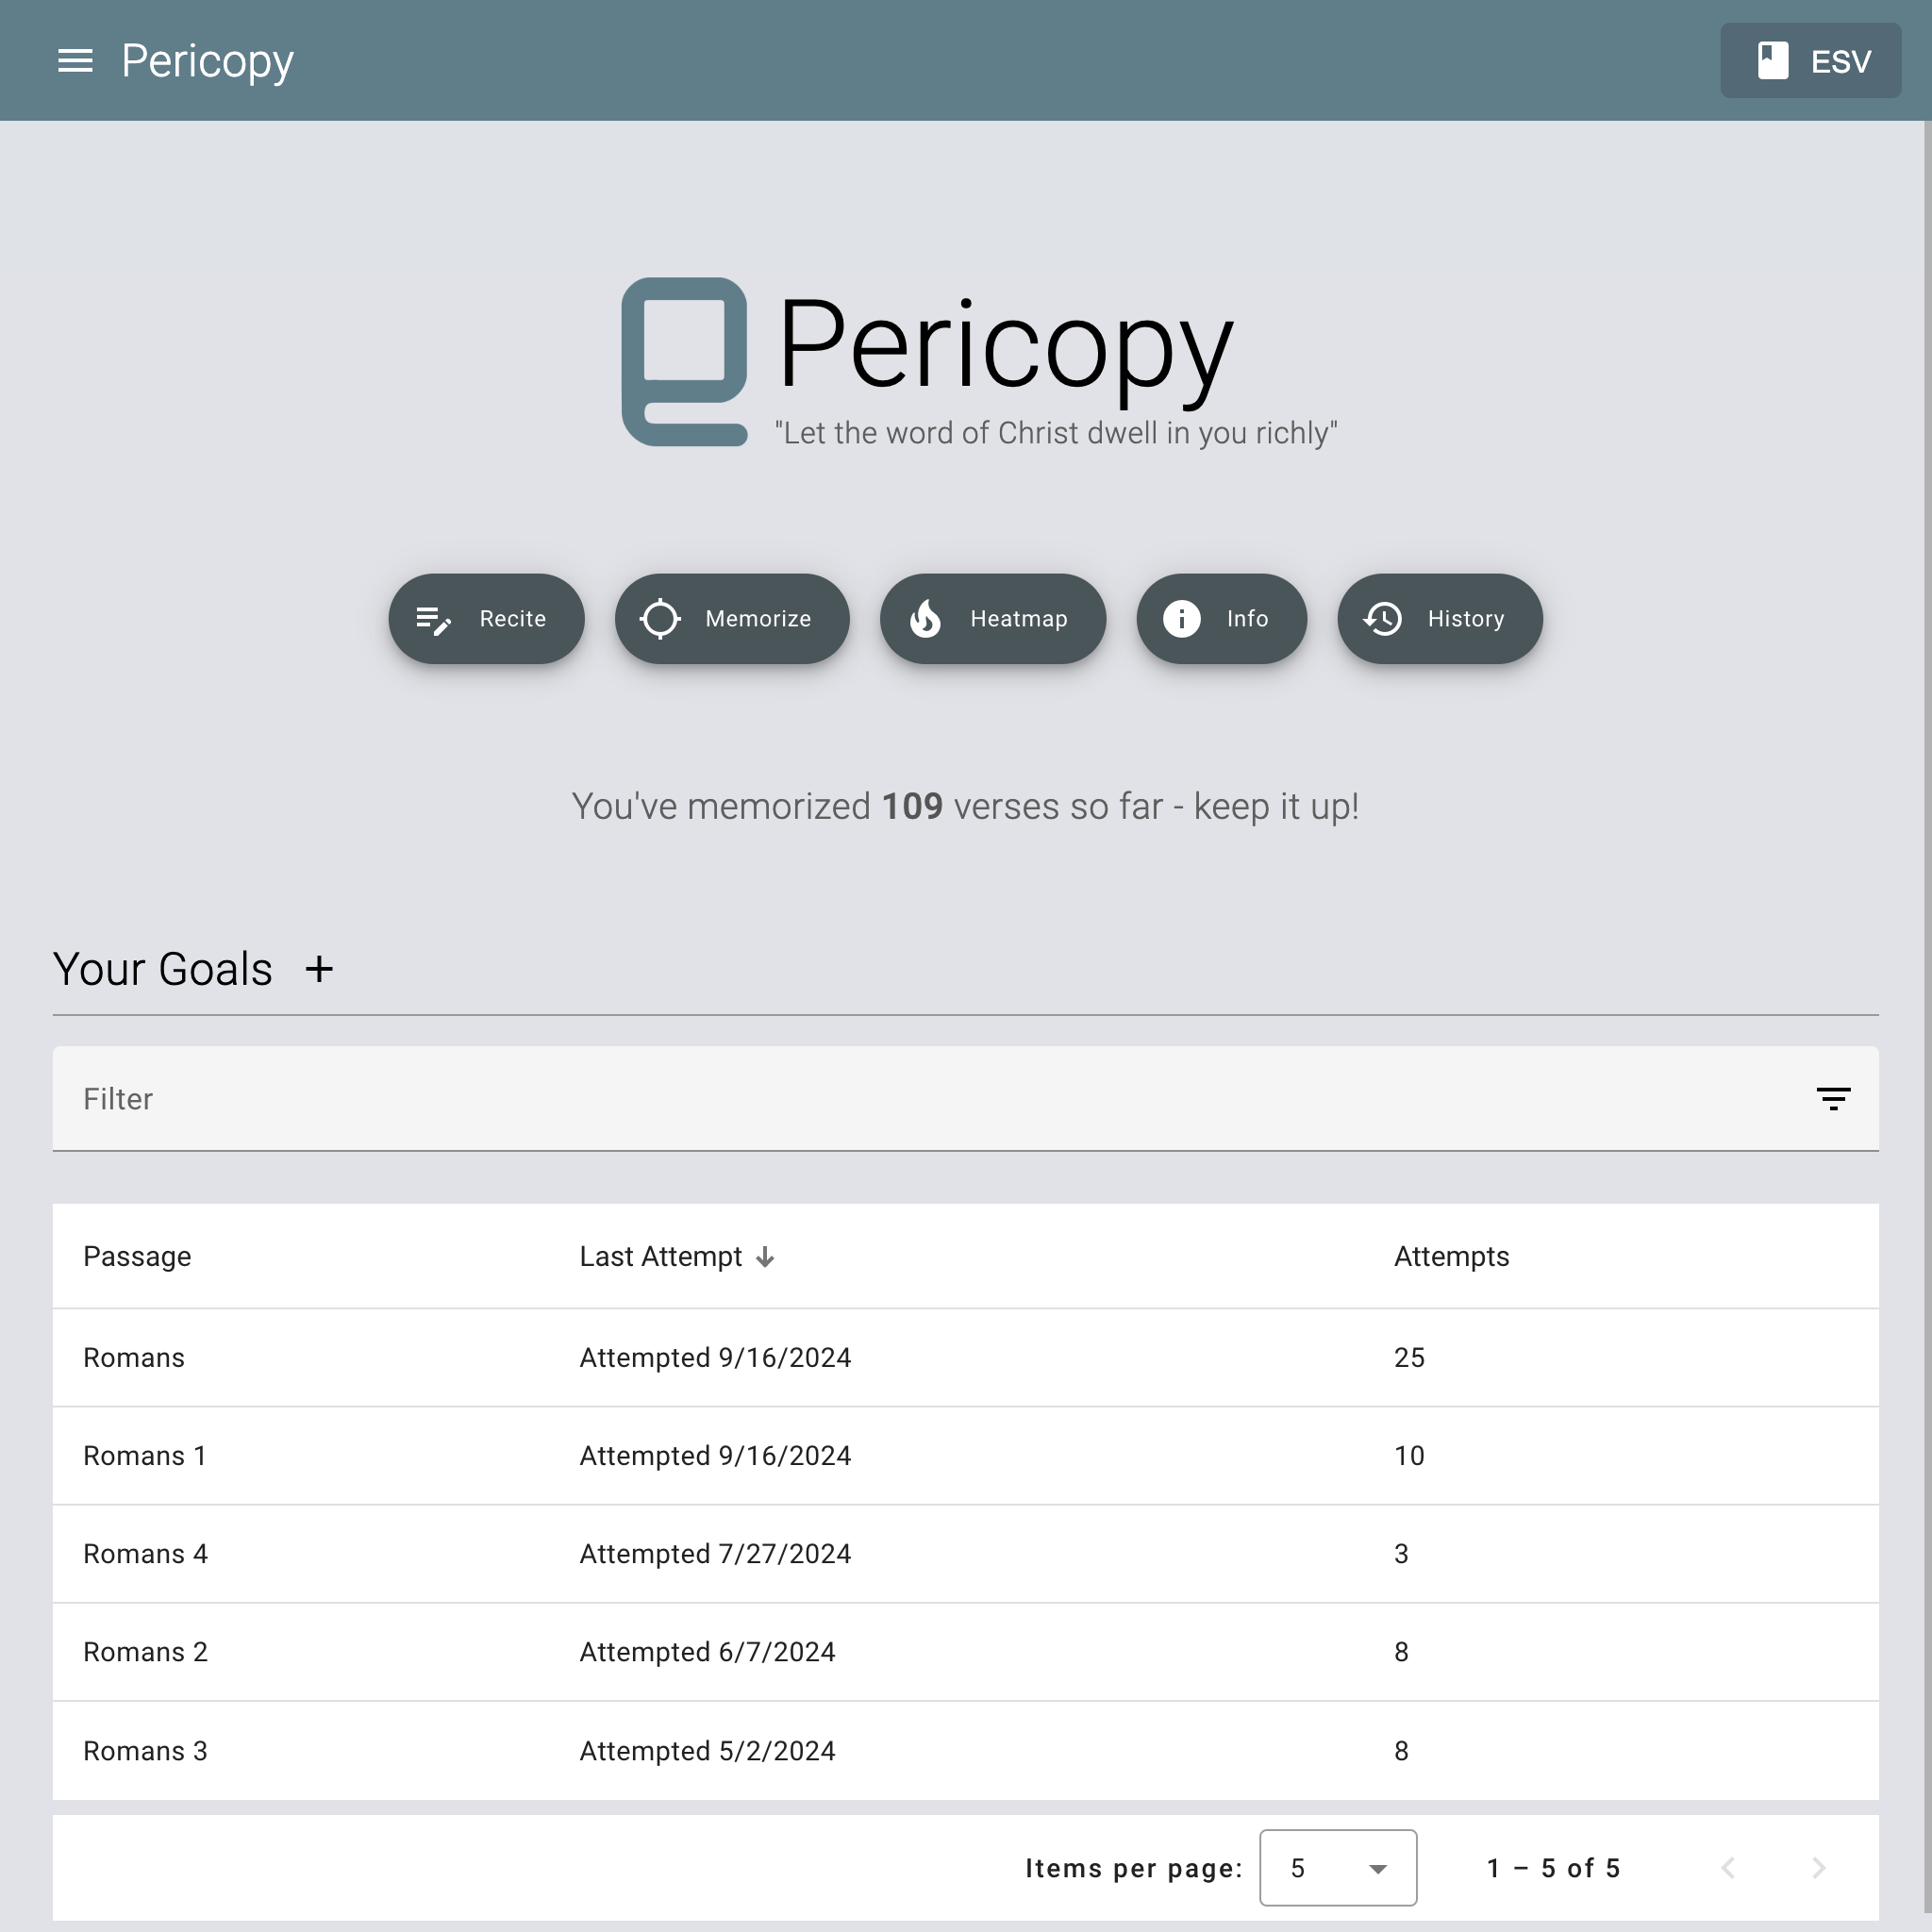 Pericopy
ESV
Pericopy
"Let the word of Christ dwell in you richly"
Recite
Memorize
Heatmap
Info
History
You've memorized 109 verses so far - keep it up!
Your Goals +
Filter
Passage Last Attempt Attempts
Romans Attempted 9/16/2024 25
Romans 1 Attempted 9/16/2024 10
Romans 4 Attempted 7/27/2024 3
Romans 2 Attempted 6/7/2024 8
Romans 3 Attempted 5/2/2024 8
Items per page: 5 1 – 5 of 5